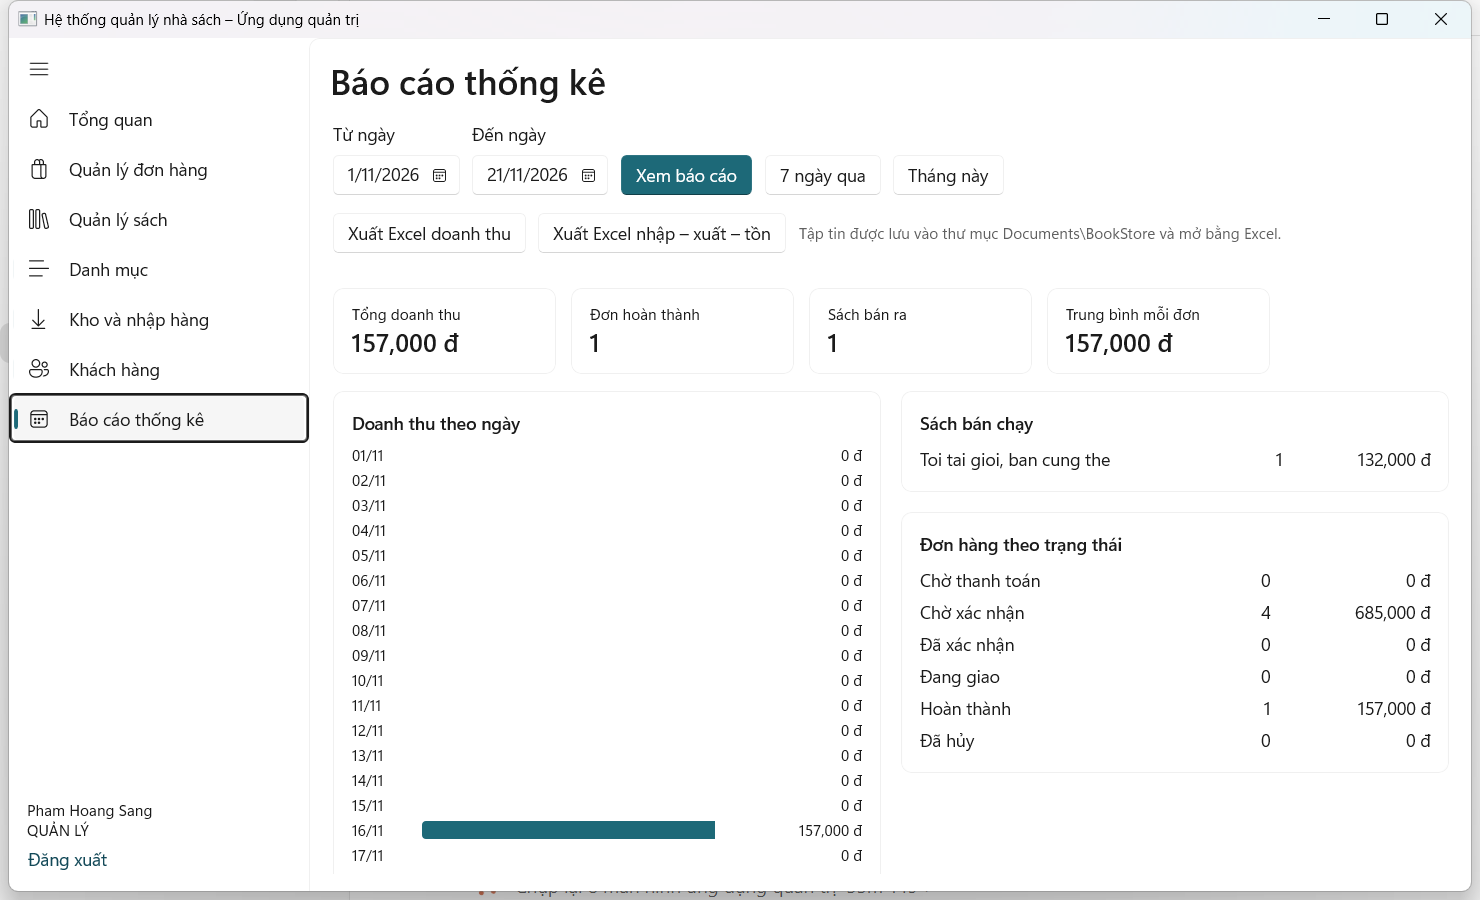 Hệ thống quản lý nhà sách – Ứng dụng quản trị
Tổng quan
Quản lý đơn hàng
Quản lý sách
Danh mục
Kho và nhập hàng
Khách hàng
Báo cáo thống kê
Pham Hoang Sang
QUẢN LÝ
Đăng xuất
Báo cáo thống kê
Từ ngày Đến ngày
1/11/2026 21/11/2026 Xem báo cáo 7 ngày qua Tháng này
Xuất Excel doanh thu Xuất Excel nhập – xuất – tồn Tập tin được lưu vào thư mục Documents\BookStore và mở bằng Excel.
Tổng doanh thu
157,000 đ
Đơn hoàn thành
1
Sách bán ra
1
Trung bình mỗi đơn
157,000 đ
Doanh thu theo ngày
01/11 0 đ
02/11 0 đ
03/11 0 đ
04/11 0 đ
05/11 0 đ
06/11 0 đ
07/11 0 đ
08/11 0 đ
09/11 0 đ
10/11 0 đ
11/11 0 đ
12/11 0 đ
13/11 0 đ
14/11 0 đ
15/11 0 đ
16/11 157,000 đ
17/11 0 đ
Sách bán chạy
Toi tai gioi, ban cung the 1 132,000 đ
Đơn hàng theo trạng thái
Chờ thanh toán 0 0 đ
Chờ xác nhận 4 685,000 đ
Đã xác nhận 0 0 đ
Đang giao 0 0 đ
Hoàn thành 1 157,000 đ
Đã hủy 0 0 đ